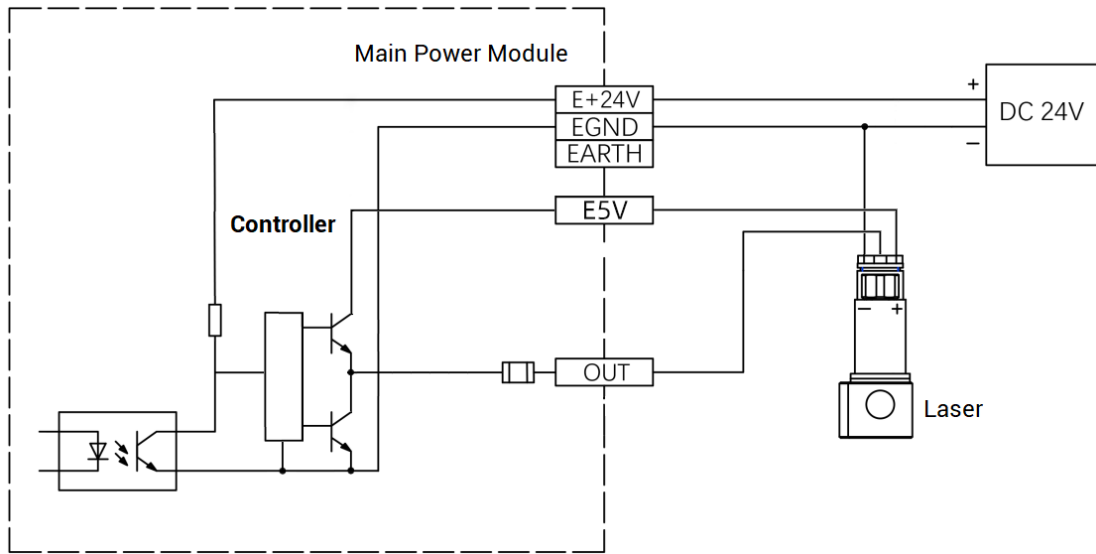 Main Power Module
+
E+24V
DC 24V
EGND
−
EARTH
E5V
Controller
− +
OUT
Laser